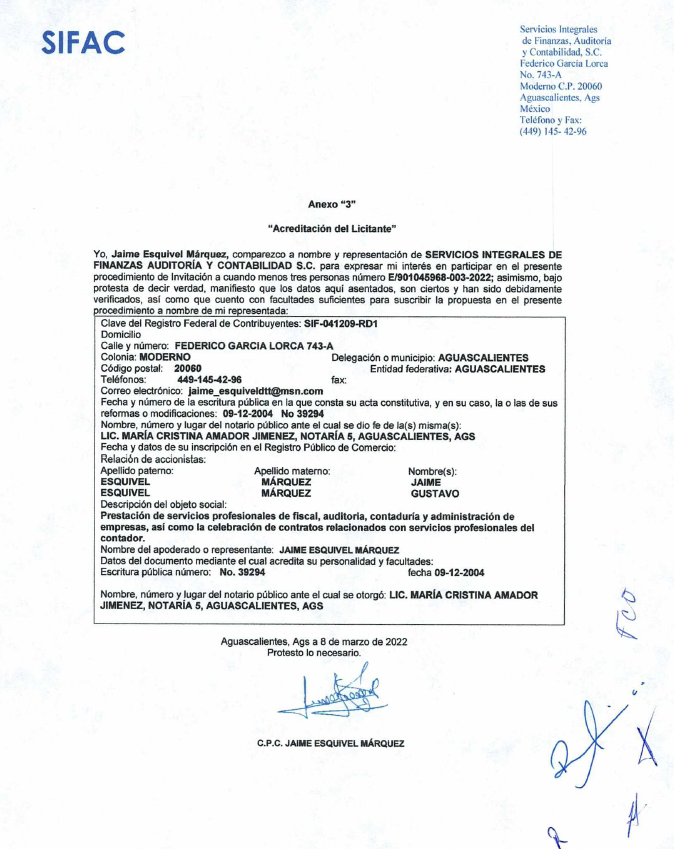 SIFAC
Servicios Integrales
de Finanzas, Auditoría
y Contabilidad, S.C.
Federico García Lorca
No. 743-A
Moderno C.P. 20060
Aguascalientes, Ags
México
Teléfono y Fax:
(449) 145- 42-96
Anexo "3"
"Acreditación del Licitante"
Yo, Jaime Esquivel Márquez, comparezco a nombre y representación de SERVICIOS INTEGRALES DE
FINANZAS AUDITORÍA Y CONTABILIDAD S.C. para expresar mi interés en participar en el presente
procedimiento de Invitación a cuando menos tres personas número E/901045968-003-2022; asimismo, bajo
protesta de decir verdad, manifiesto que los datos aquí asentados, son ciertos y han sido debidamente
verificados, así como que cuento con facultades suficientes para suscribir la propuesta en el presente
procedimiento a nombre de mi representada:
Clave del Registro Federal de Contribuyentes: SIF-041209-RD1
Domicilio
Calle y número: FEDERICO GARCIA LORCA 743-A
Colonia: MODERNO Delegación o municipio: AGUASCALIENTES
Código postal: 20060 Entidad federativa: AGUASCALIENTES
Teléfonos: 449-145-42-96 fax:
Correo electrónico: jaime_esquiveldtt@msn.com
Fecha y número de la escritura pública en la que consta su acta constitutiva, y en su caso, la o las de sus
reformas o modificaciones: 09-12-2004 No 39294
Nombre, número y lugar del notario público ante el cual se dio fe de la(s) misma(s):
LIC. MARÍA CRISTINA AMADOR JIMENEZ, NOTARÍA 5, AGUASCALIENTES, AGS
Fecha y datos de su inscripción en el Registro Público de Comercio:
Relación de accionistas:
Apellido paterno: Apellido materno: Nombre(s):
ESQUIVEL MÁRQUEZ JAIME
ESQUIVEL MÁRQUEZ GUSTAVO
Descripción del objeto social:
Prestación de servicios profesionales de fiscal, auditoria, contaduría y administración de
empresas, así como la celebración de contratos relacionados con servicios profesionales del
contador.
Nombre del apoderado o representante: JAIME ESQUIVEL MÁRQUEZ
Datos del documento mediante el cual acredita su personalidad y facultades:
Escritura pública número: No. 39294 fecha 09-12-2004
Nombre, número y lugar del notario público ante el cual se otorgó: LIC. MARÍA CRISTINA AMADOR
JIMENEZ, NOTARÍA 5, AGUASCALIENTES, AGS
Aguascalientes, Ags a 8 de marzo de 2022
Protesto lo necesario.
C.P.C. JAIME ESQUIVEL MÁRQUEZ
FCO